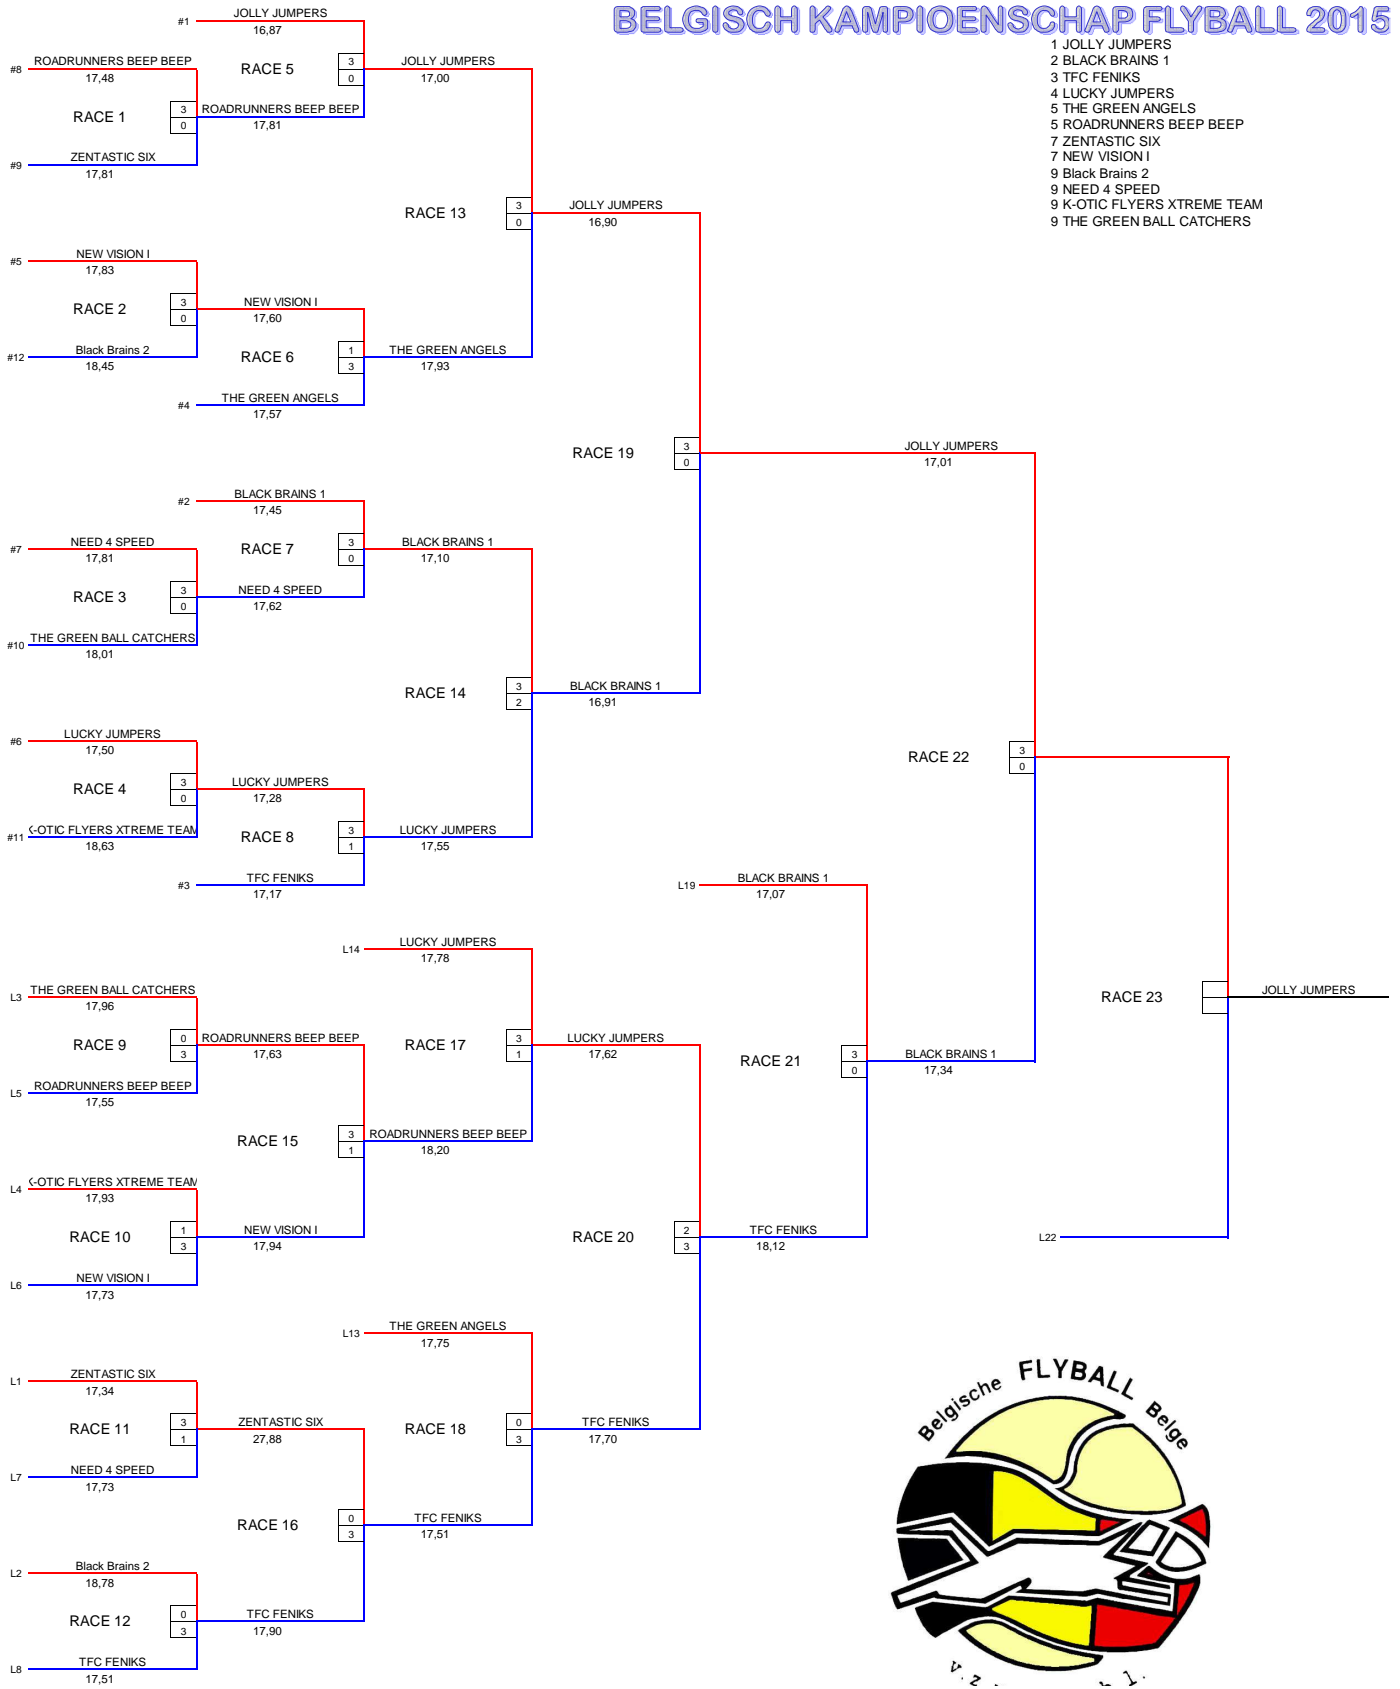 BELGISCH KAMPIOENSCHAP FLYBALL 2015
1 JOLLY JUMPERS
2 BLACK BRAINS 1
3 TFC FENIKS
4 LUCKY JUMPERS
5 THE GREEN ANGELS
5 ROADRUNNERS BEEP BEEP
7 ZENTASTIC SIX
7 NEW VISION I
9 Black Brains 2
9 NEED 4 SPEED
9 K-OTIC FLYERS XTREME TEAM
9 THE GREEN BALL CATCHERS
#1 JOLLY JUMPERS
16,87
#8 ROADRUNNERS BEEP BEEP
17,48
RACE 5 3 0
JOLLY JUMPERS
17,00
RACE 1 3 0
ROADRUNNERS BEEP BEEP
17,81
#9 ZENTASTIC SIX
17,81
RACE 13 3 0
JOLLY JUMPERS
16,90
#5 NEW VISION I
17,83
RACE 2 3 0
NEW VISION I
17,60
#12 Black Brains 2
18,45
RACE 6 1 3
THE GREEN ANGELS
17,93
#4 THE GREEN ANGELS
17,57
RACE 19 3 0
JOLLY JUMPERS
17,01
#2 BLACK BRAINS 1
17,45
#7 NEED 4 SPEED
17,81
RACE 7 3 0
BLACK BRAINS 1
17,10
RACE 3 3 0
NEED 4 SPEED
17,62
#10 THE GREEN BALL CATCHERS
18,01
RACE 14 3 2
BLACK BRAINS 1
16,91
#6 LUCKY JUMPERS
17,50
RACE 4 3 0
LUCKY JUMPERS
17,28
#11 K-OTIC FLYERS XTREME TEAM
18,63
RACE 8 3 1
LUCKY JUMPERS
17,55
#3 TFC FENIKS
17,17
RACE 22 3 0
L19 BLACK BRAINS 1
17,07
L14 LUCKY JUMPERS
17,78
L3 THE GREEN BALL CATCHERS
17,96
RACE 9 0 3
ROADRUNNERS BEEP BEEP
17,63
L5 ROADRUNNERS BEEP BEEP
17,55
RACE 17 3 1
LUCKY JUMPERS
17,62
RACE 21 3 0
BLACK BRAINS 1
17,34
RACE 23
JOLLY JUMPERS
RACE 15 3 1
ROADRUNNERS BEEP BEEP
18,20
L4 K-OTIC FLYERS XTREME TEAM
17,93
RACE 10 1 3
NEW VISION I
17,94
L6 NEW VISION I
17,73
RACE 20 2 3
TFC FENIKS
18,12
L22
L13 THE GREEN ANGELS
17,75
L1 ZENTASTIC SIX
17,34
RACE 11 3 1
ZENTASTIC SIX
27,88
L7 NEED 4 SPEED
17,73
RACE 18 0 3
TFC FENIKS
17,70
RACE 16 0 3
TFC FENIKS
17,51
L2 Black Brains 2
18,78
RACE 12 0 3
TFC FENIKS
17,90
L8 TFC FENIKS
17,51
Belgische FLYBALL Belge
v.z.